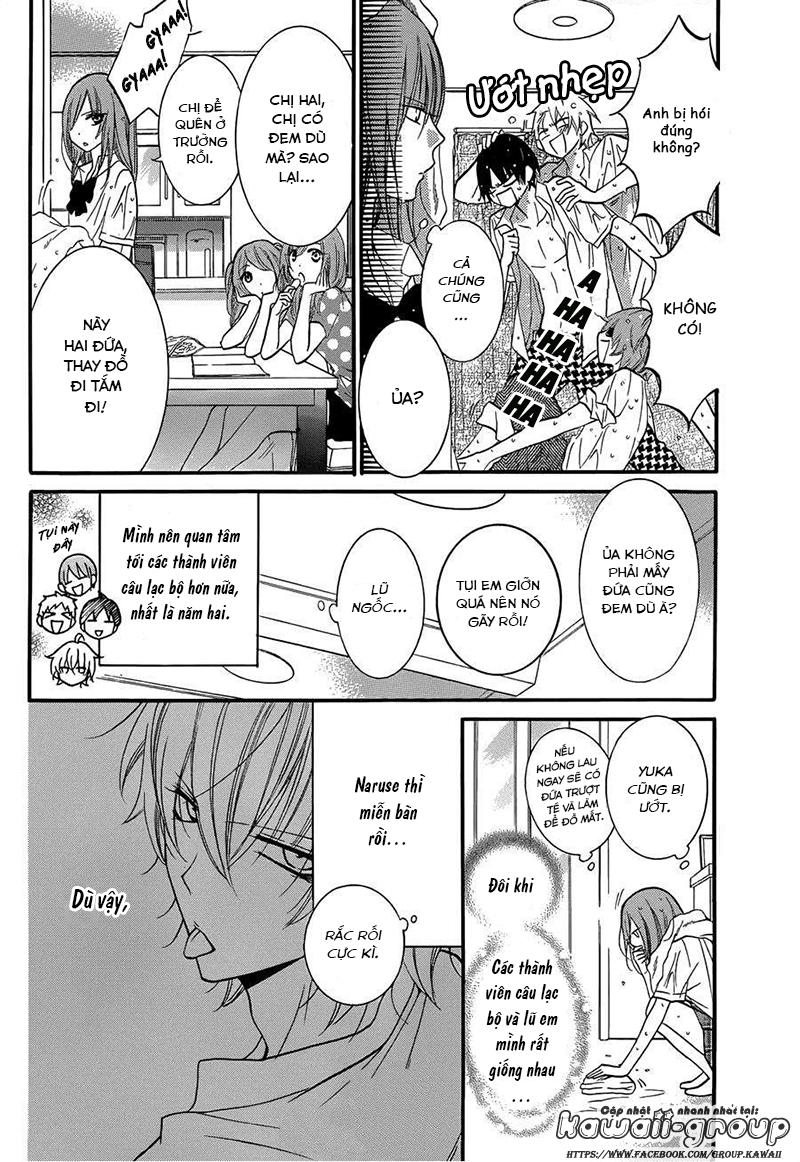 Ướt nhẹp
Anh bị hói
đúng
không?
KHÔNG
CÓ!
A
HA
HA
HA
HA
CẢ
CHÚNG
CŨNG
...
ỦA?
GYAAA!
GYAAA!
CHỊ HAI,
CHỊ CÓ
ĐEM DÙ
MÀ? SAO
LẠI...
CHỊ ĐỂ
QUÊN Ở
TRƯỜNG
RỒI.
NÀY
HAI ĐỨA,
THAY ĐỒ
ĐI TẮM
ĐI!
ỦA KHÔNG
PHẢI MẤY
ĐỨA CŨNG
ĐEM DÙ À?
TỤI EM GIỠN
QUÁ NÊN NÓ
GÃY RỒI!
LŨ
NGỐC...
Mình nên quan tâm
tới các thành viên
câu lạc bộ hơn nữa,
nhất là năm hai.
TỤI NÀY
ĐÂY
YUKA
CŨNG BỊ
ƯỚT.
NẾU
KHÔNG LAU
NGAY SẼ CÓ
ĐỨA TRƯỢT
TÉ VÀ LÀM
ĐỂ ĐỒ MẤT.
Đôi khi
Các thành
viên câu lạc
bộ và lũ em
mình rất
giống nhau
...
Naruse thì
miễn bàn
rồi...
RẮC RỐI
CỰC KÌ.
Dù vậy,
Cập nhật nhanh nhất tại:
kawaii-group
HTTPS://WWW.FACEBOOK.COM/GROUP.KAWAII